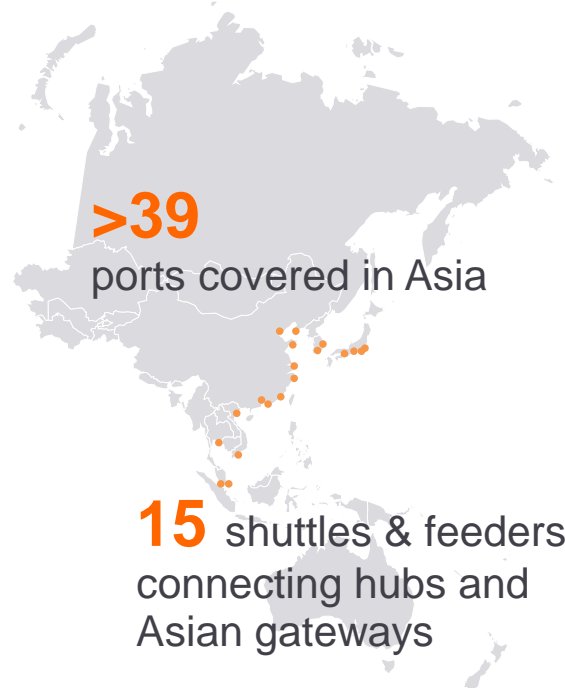 >39
ports covered in Asia
15 shuttles & feeders
connecting hubs and
Asian gateways